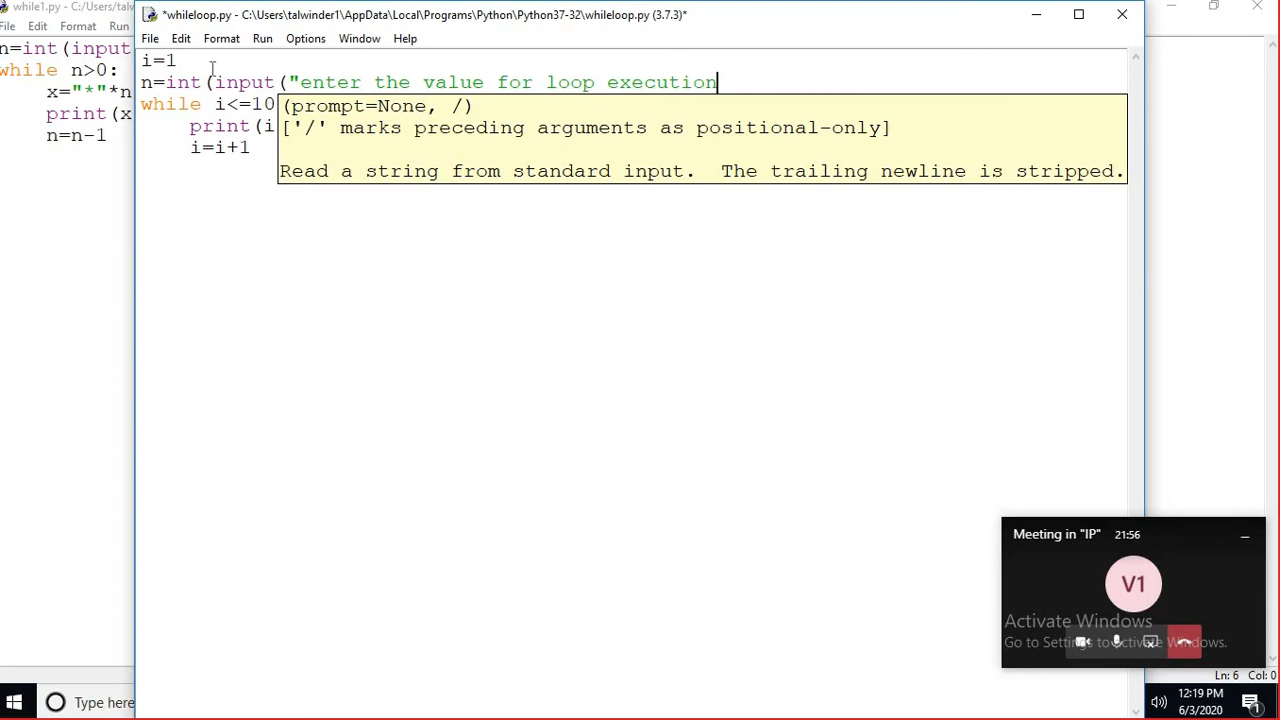 while1.py - C:/Users/ta
File Edit Format Run
n=int(input
while n>0:
x="*"*n
print(x
n=n-1
*whileloop.py - C:\Users\talwinder1\AppData\Local\Programs\Python\Python37-32\whileloop.py (3.7.3)*
File Edit Format Run Options Window Help
i=1
n=int(input("enter the value for loop execution
while i<=10
print(i
i=i+1
(prompt=None, /)
['/' marks preceding arguments as positional-only]
Read a string from standard input. The trailing newline is stripped.
Meeting in "IP" 21:56
V1
Activate Windows
Go to Settings to Activate Windows.
Ln: 6 Col: 0
Type here
12:19 PM
6/3/2020
1